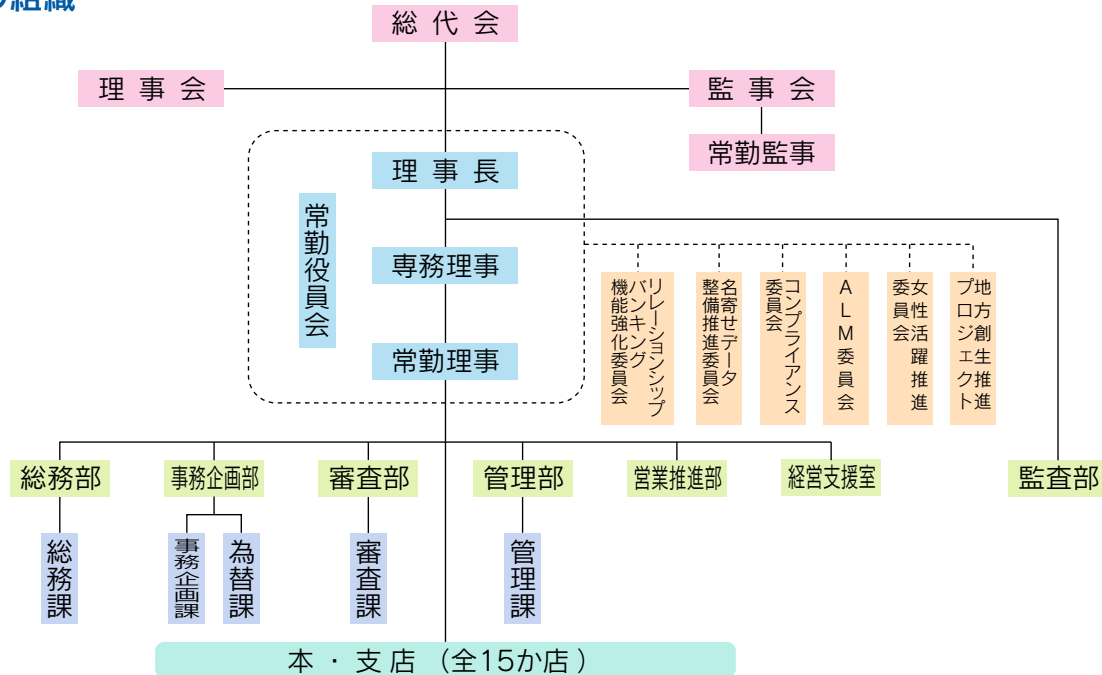 組織
総代会
理事会
監事会
常勤監事
理事長
常勤役員会
専務理事
常勤理事
リレーションシップ
バンキング
機能強化委員会
名寄せデータ
整備推進委員会
コンプライアンス
委員会
ALM委員会
女性活躍推進
委員会
地方創生推進
プロジェクト
総務部
事務企画部
審査部
管理部
営業推進部
経営支援室
監査部
総務課
事務企画課
為替課
審査課
管理課
本・支店（全15か店）